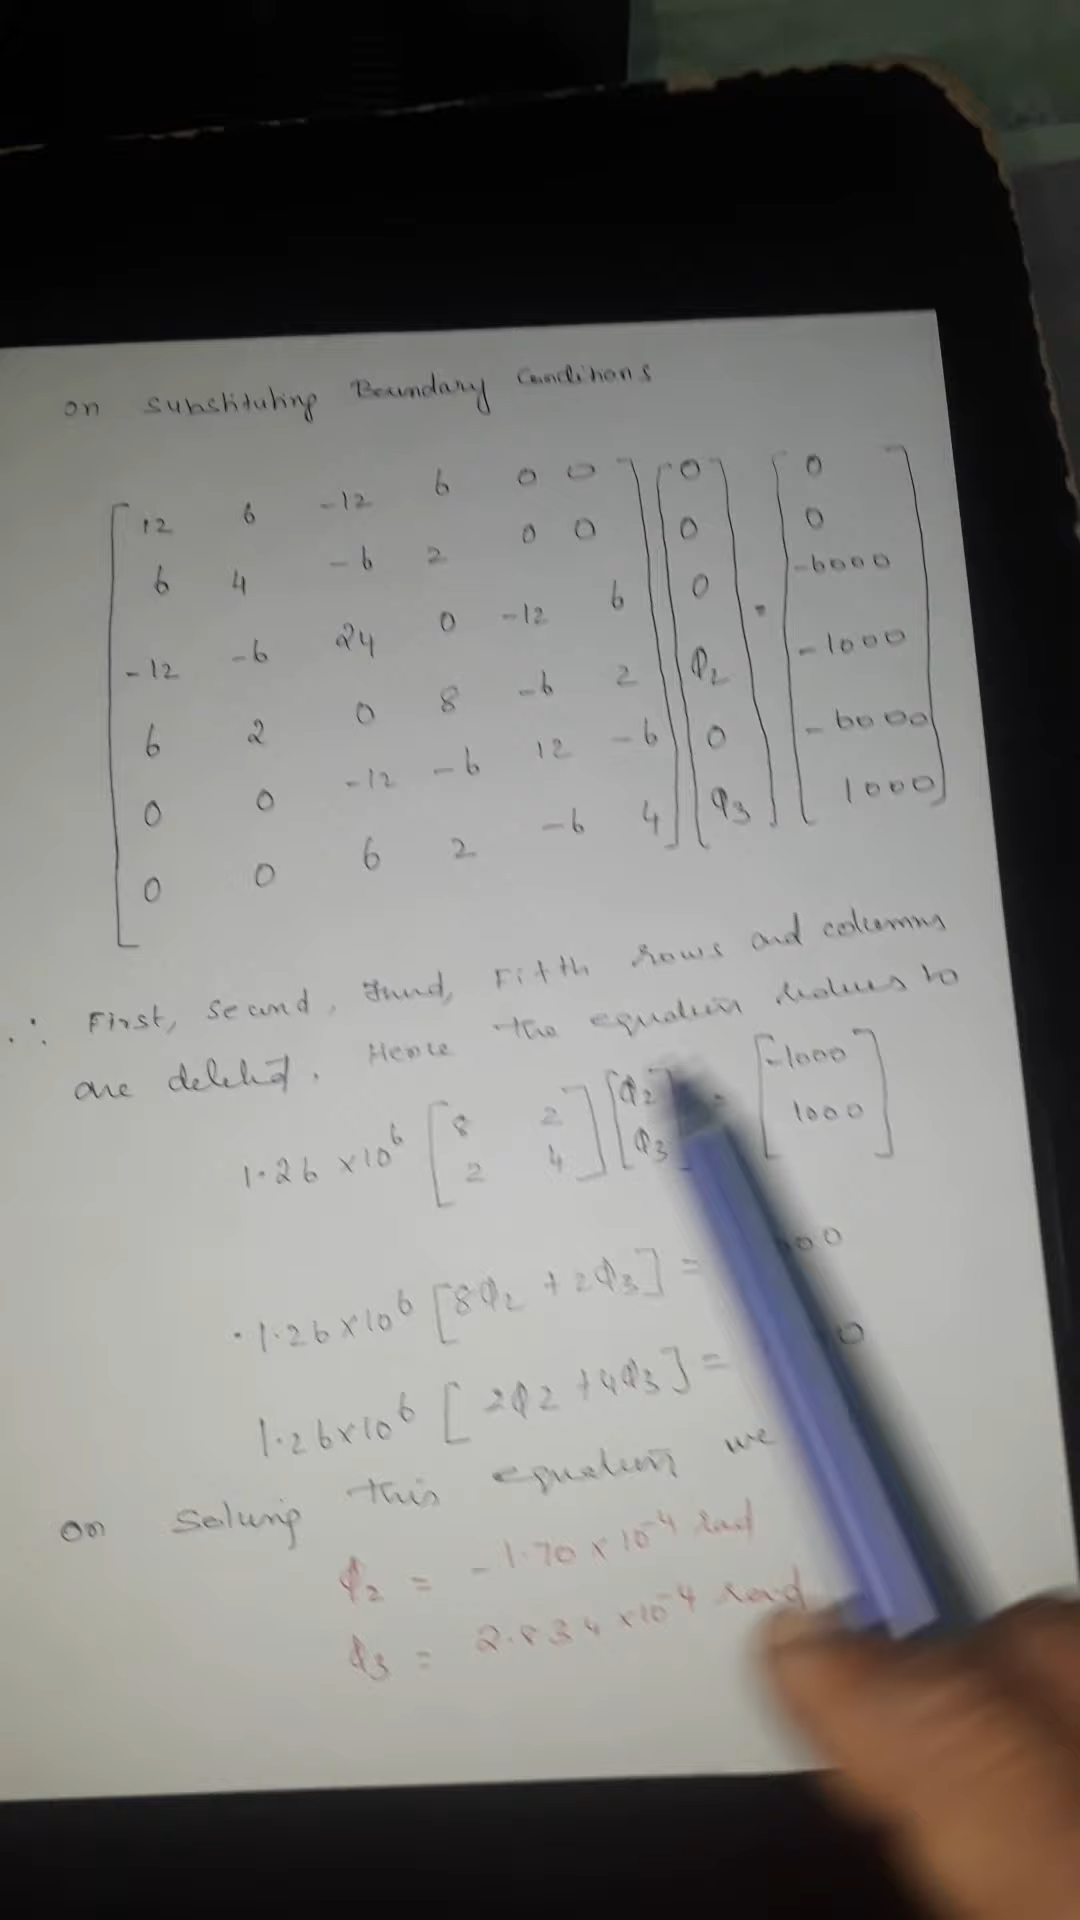 on substituting Boundary Conditions
12 6 -12 6 0 0 0 0
6 4 -6 2 0 0 0 0
-12 -6 24 0 -12 6 0 = -6000
6 2 0 8 -6 2 φ2 -1000
0 0 -12 -6 12 -6 0 -6000
0 0 6 2 -6 4 φ3 1000
∴ First, second, Fifth rows and columns
are deleted. Hence the equation reduces to
1.26 x10^6 [8 2 2 4] [φ2 φ3] = [-1000 1000]
1.26x10^6 [8φ2 + 2φ3] =
1.26x10^6 [2φ2 + 4φ3] =
on solving this equation we
φ2 = -1.70 x 10^-4 rad
φ3 = 2.834 x10^-4 rad